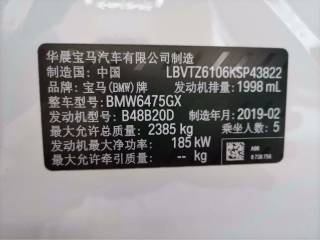 华晨宝马汽车有限公司制造
制造国：中国 LBVTZ6106KSP43822
品牌：宝马(BMW)牌 发动机排量：1998 mL
整车型号：BMW6475GX
发动机型号：B48B20D 制造年月：2019-02
最大允许总质量：2385 kg 乘坐人数：5
发动机最大净功率：185 kW
最大允许牵引质量：-- kg
A96